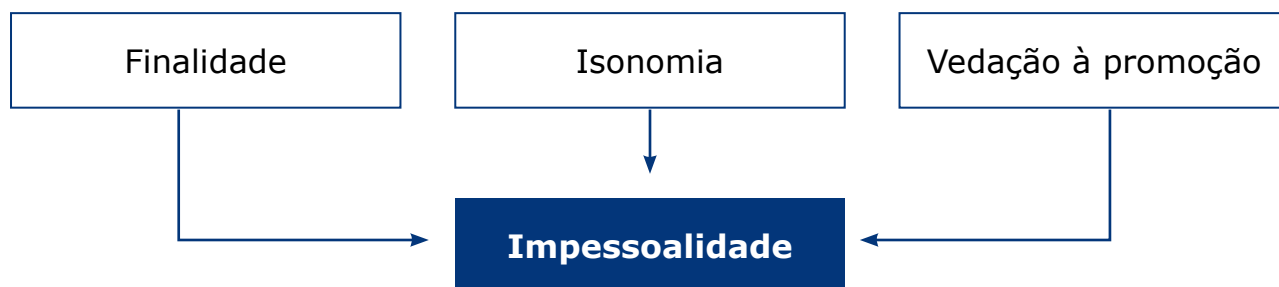 Finalidade
Isonomia
Vedação à promoção
Impessoalidade